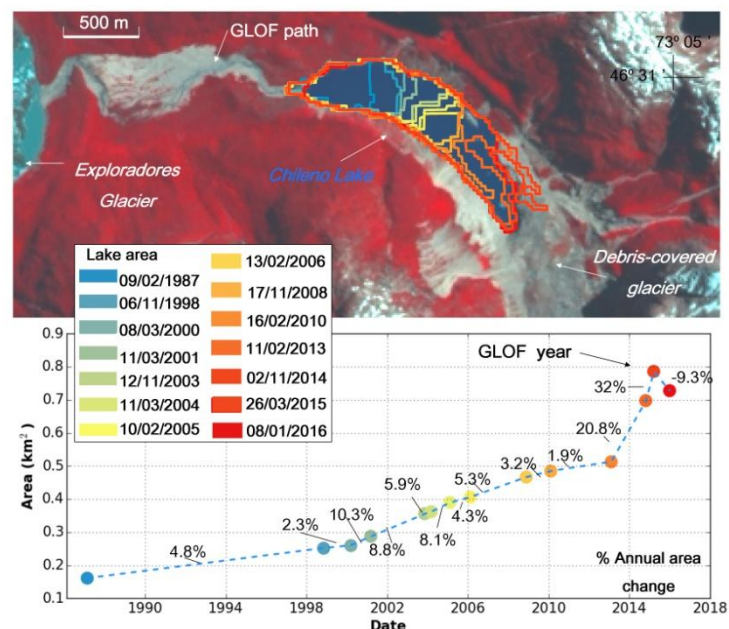 500 m
GLOF path
73º 05 '
46º 31 '
Exploradores
Glacier
Chileno Lake
Debris-covered
glacier
Lake area
09/02/1987
06/11/1998
08/03/2000
11/03/2001
12/11/2003
11/03/2004
10/02/2005
13/02/2006
17/11/2008
16/02/2010
11/02/2013
02/11/2014
26/03/2015
08/01/2016
GLOF year
-9.3%
32%
20.8%
1.9%
3.2%
5.3%
4.3%
8.1%
5.9%
8.8%
10.3%
2.3%
4.8%
% Annual area
change
0.9
0.8
0.7
0.6
0.5
0.4
0.3
0.2
0.1
Area (km²)
1990 1994 1998 2002 2006 2010 2014 2018
Date